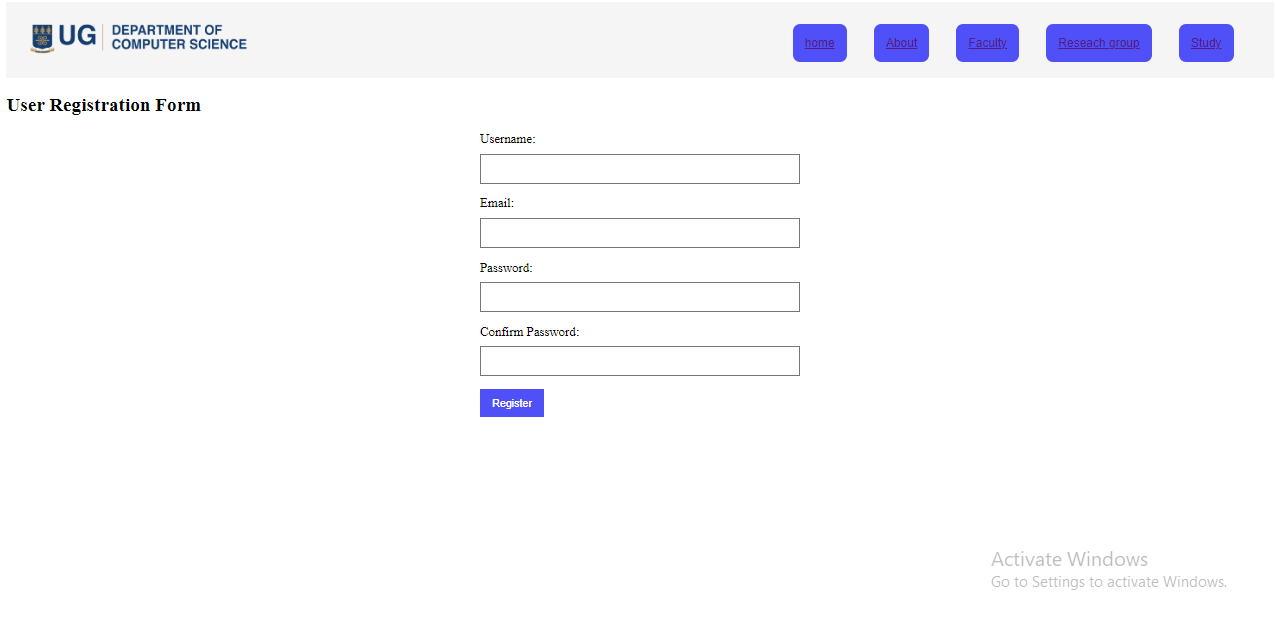 UG
DEPARTMENT OF
COMPUTER SCIENCE
home
About
Faculty
Reseach group
Study
User Registration Form
Username:
Email:
Password:
Confirm Password:
Register
Activate Windows
Go to Settings to activate Windows.